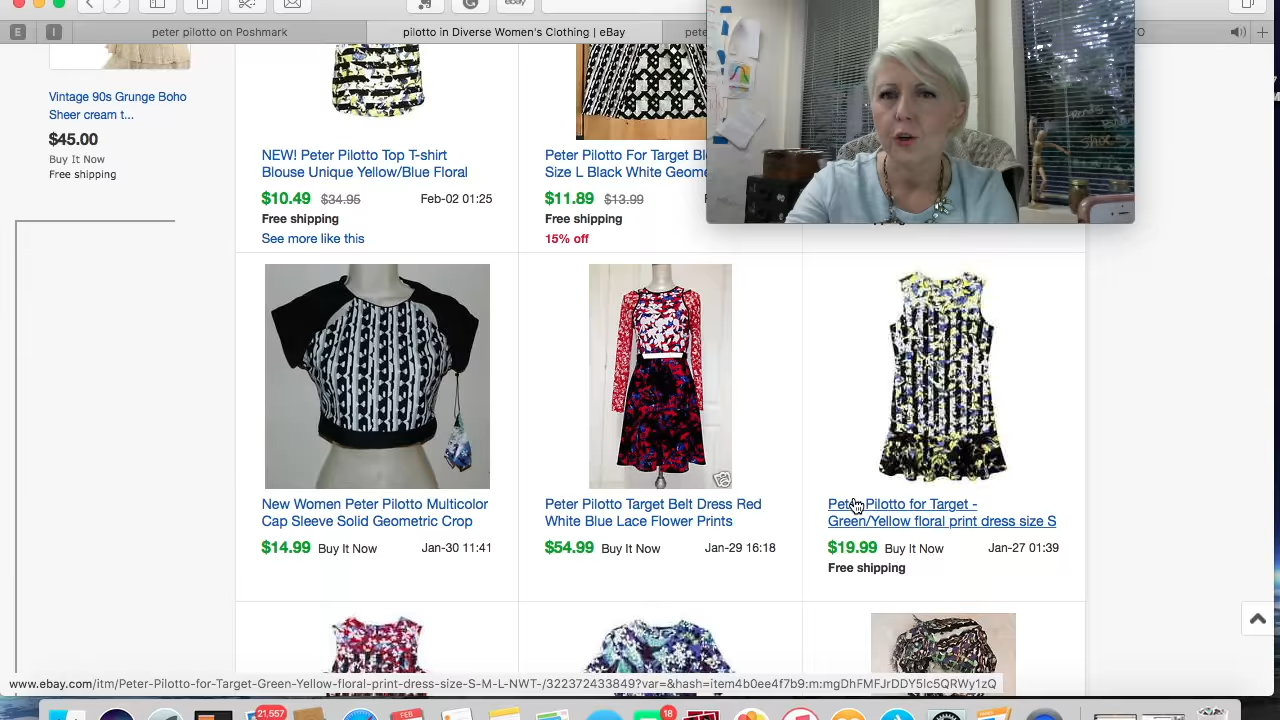 ebay
E
I
peter pilotto on Poshmark
pilotto in Diverse Women's Clothing | eBay
Vintage 90s Grunge Boho
Sheer cream t...
$45.00
Buy It Now
Free shipping
NEW! Peter Pilotto Top T-shirt
Blouse Unique Yellow/Blue Floral
$10.49 $34.95 Feb-02 01:25
Free shipping
See more like this
Peter Pilotto For Target
Size L Black White
$11.89 $13.99
Free shipping
15% off
New Women Peter Pilotto Multicolor
Cap Sleeve Solid Geometric Crop
$14.99 Buy It Now Jan-30 11:41
Peter Pilotto Target Belt Dress Red
White Blue Lace Flower Prints
$54.99 Buy It Now Jan-29 16:18
Pilotto for Target -
Green/Yellow floral print dress size S
$19.99 Buy It Now Jan-27 01:39
Free shipping
www.ebay.com/itm/Peter-Pilotto-for-Target-Green-Yellow-floral-print-dress-size-S-M-L-NWT-/322372433849?var=&hash=item4b0ee4f7b9:m:mgDhFMFJrDDY5Ic5QRWy1zQ
21,557
FEB
18